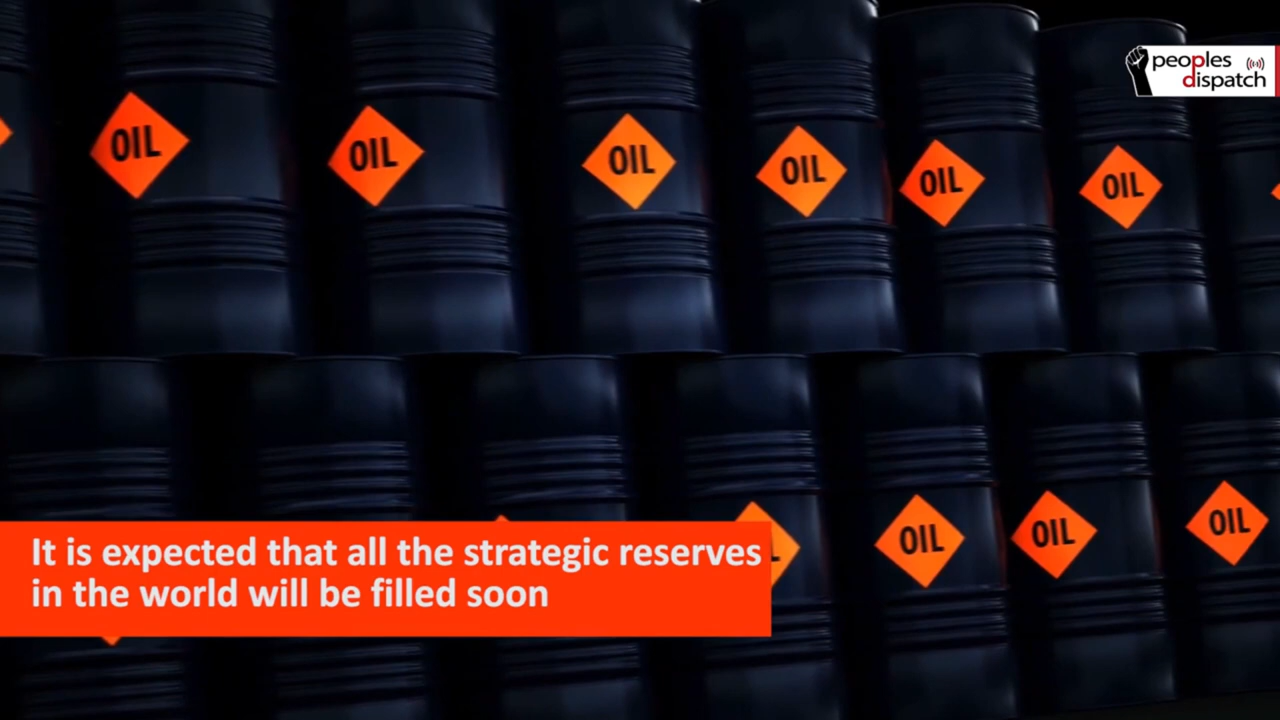 peoples
dispatch
OIL
OIL
OIL
OIL
OIL
OIL
OIL
OIL
OIL
It is expected that all the strategic reserves
in the world will be filled soon